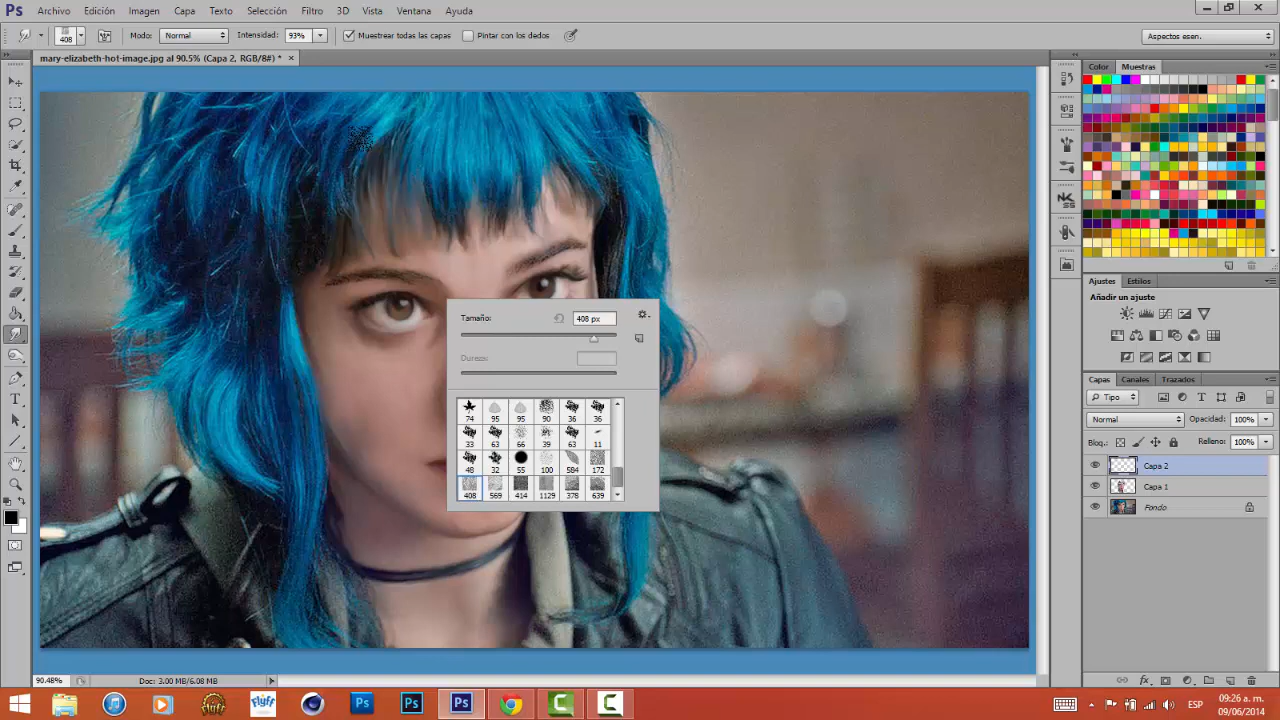 Ps Archivo Edición Imagen Capa Texto Selección Filtro 3D Vista Ventana Ayuda
408 Modo: Normal Intensidad: 93% Muestrear todas las capas Pintar con los dedos Aspectos esen.
mary-elizabeth-hot-image.jpg al 90.5% (Capa 2, RGB/8#) * ×
Color Muestras
Ajustes Estilos
Añadir un ajuste
Tamaño: 408 px
Dureza:
74 95 95 90 36 36
33 63 66 39 63 11
48 32 55 100 584 172
408 569 414 1129 378 639
Capas Canales Trazados
Tipo
Normal Opacidad: 100%
Bloq.: Relleno: 100%
Capa 2
Capa 1
Fondo
fx
90.48% Doc: 3.00 MB/6.08 MB
Flyff Ps Ps Ps
ESP
09:26 a. m.
09/06/2014